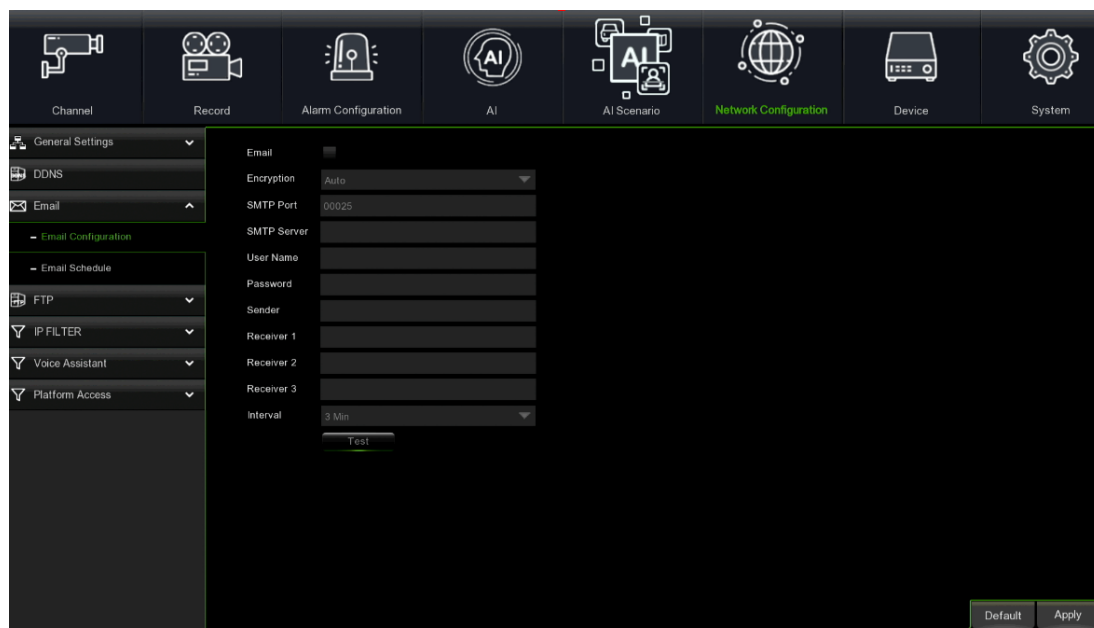 Channel
Record
Alarm Configuration
AI
AI
AI Scenario
Network Configuration
Device
System
General Settings
DDNS
Email
Email Configuration
Email Schedule
FTP
IP FILTER
Voice Assistant
Platform Access
Email
Encryption Auto
SMTP Port 00025
SMTP Server
User Name
Password
Sender
Receiver 1
Receiver 2
Receiver 3
Interval 3 Min
Test
Default Apply